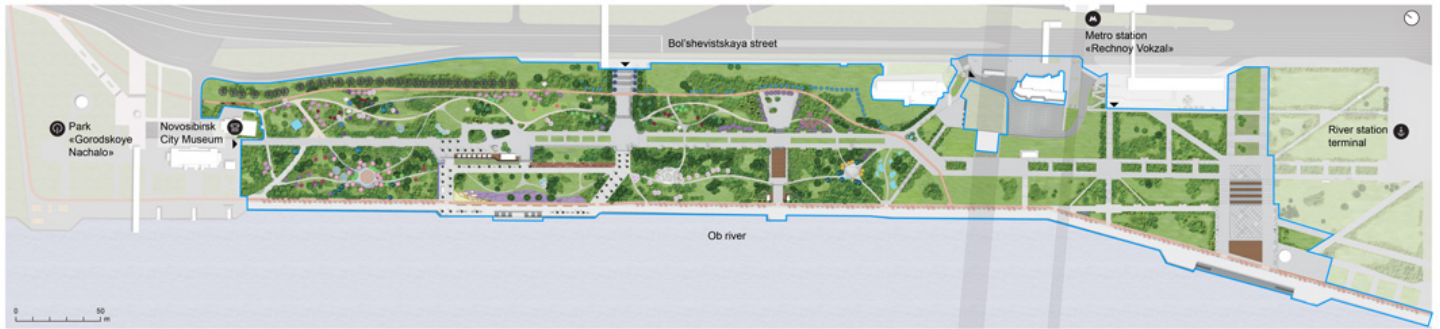 Bol'shevistskaya street
Metro station
«Rechnoy Vokzal»
Park
«Gorodskoye
Nachalo»
Novosibirsk
City Museum
River station
terminal
Ob river
0
50
m